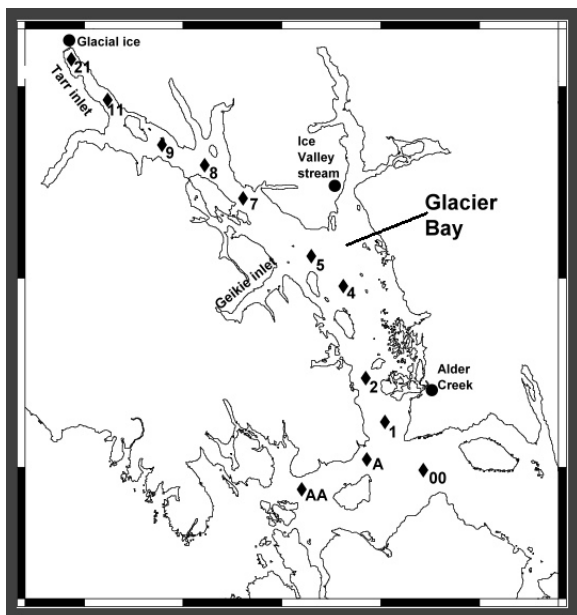 Glacial ice
21
Tarr inlet
11
9
8
Ice
Valley
stream
7
Glacier
Bay
5
Geikie inlet
4
2
Alder
Creek
1
A
00
AA